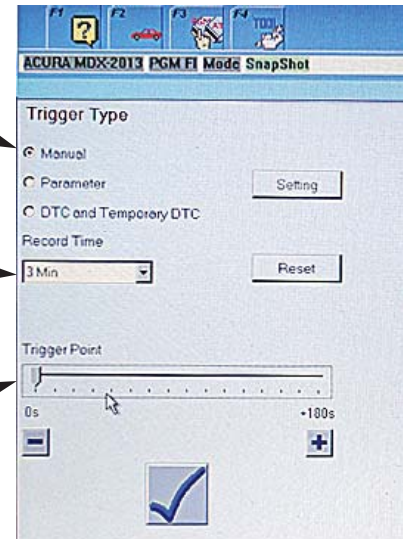 F1 F2 F3 F4
TOOL
ACURA MDX-2013 PGM FI Mode SnapShot
Trigger Type
Manual
Parameter
Setting
DTC and Temporary DTC
Record Time
3 Min
Reset
Trigger Point
0s
+180s